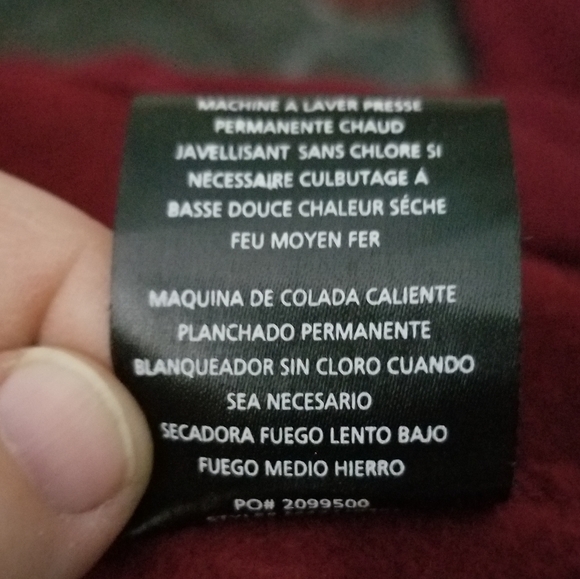 MACHINE A LAVER PRESSE
PERMANENTE CHAUD
JAVELLISANT SANS CHLORE SI
NÉCESSAIRE CULBUTAGE Á
BASSE DOUCE CHALEUR SÉCHE
FEU MOYEN FER
MAQUINA DE COLADA CALIENTE
PLANCHADO PERMANENTE
BLANQUEADOR SIN CLORO CUANDO
SEA NECESARIO
SECADORA FUEGO LENTO BAJO
FUEGO MEDIO HIERRO
PO# 2099500